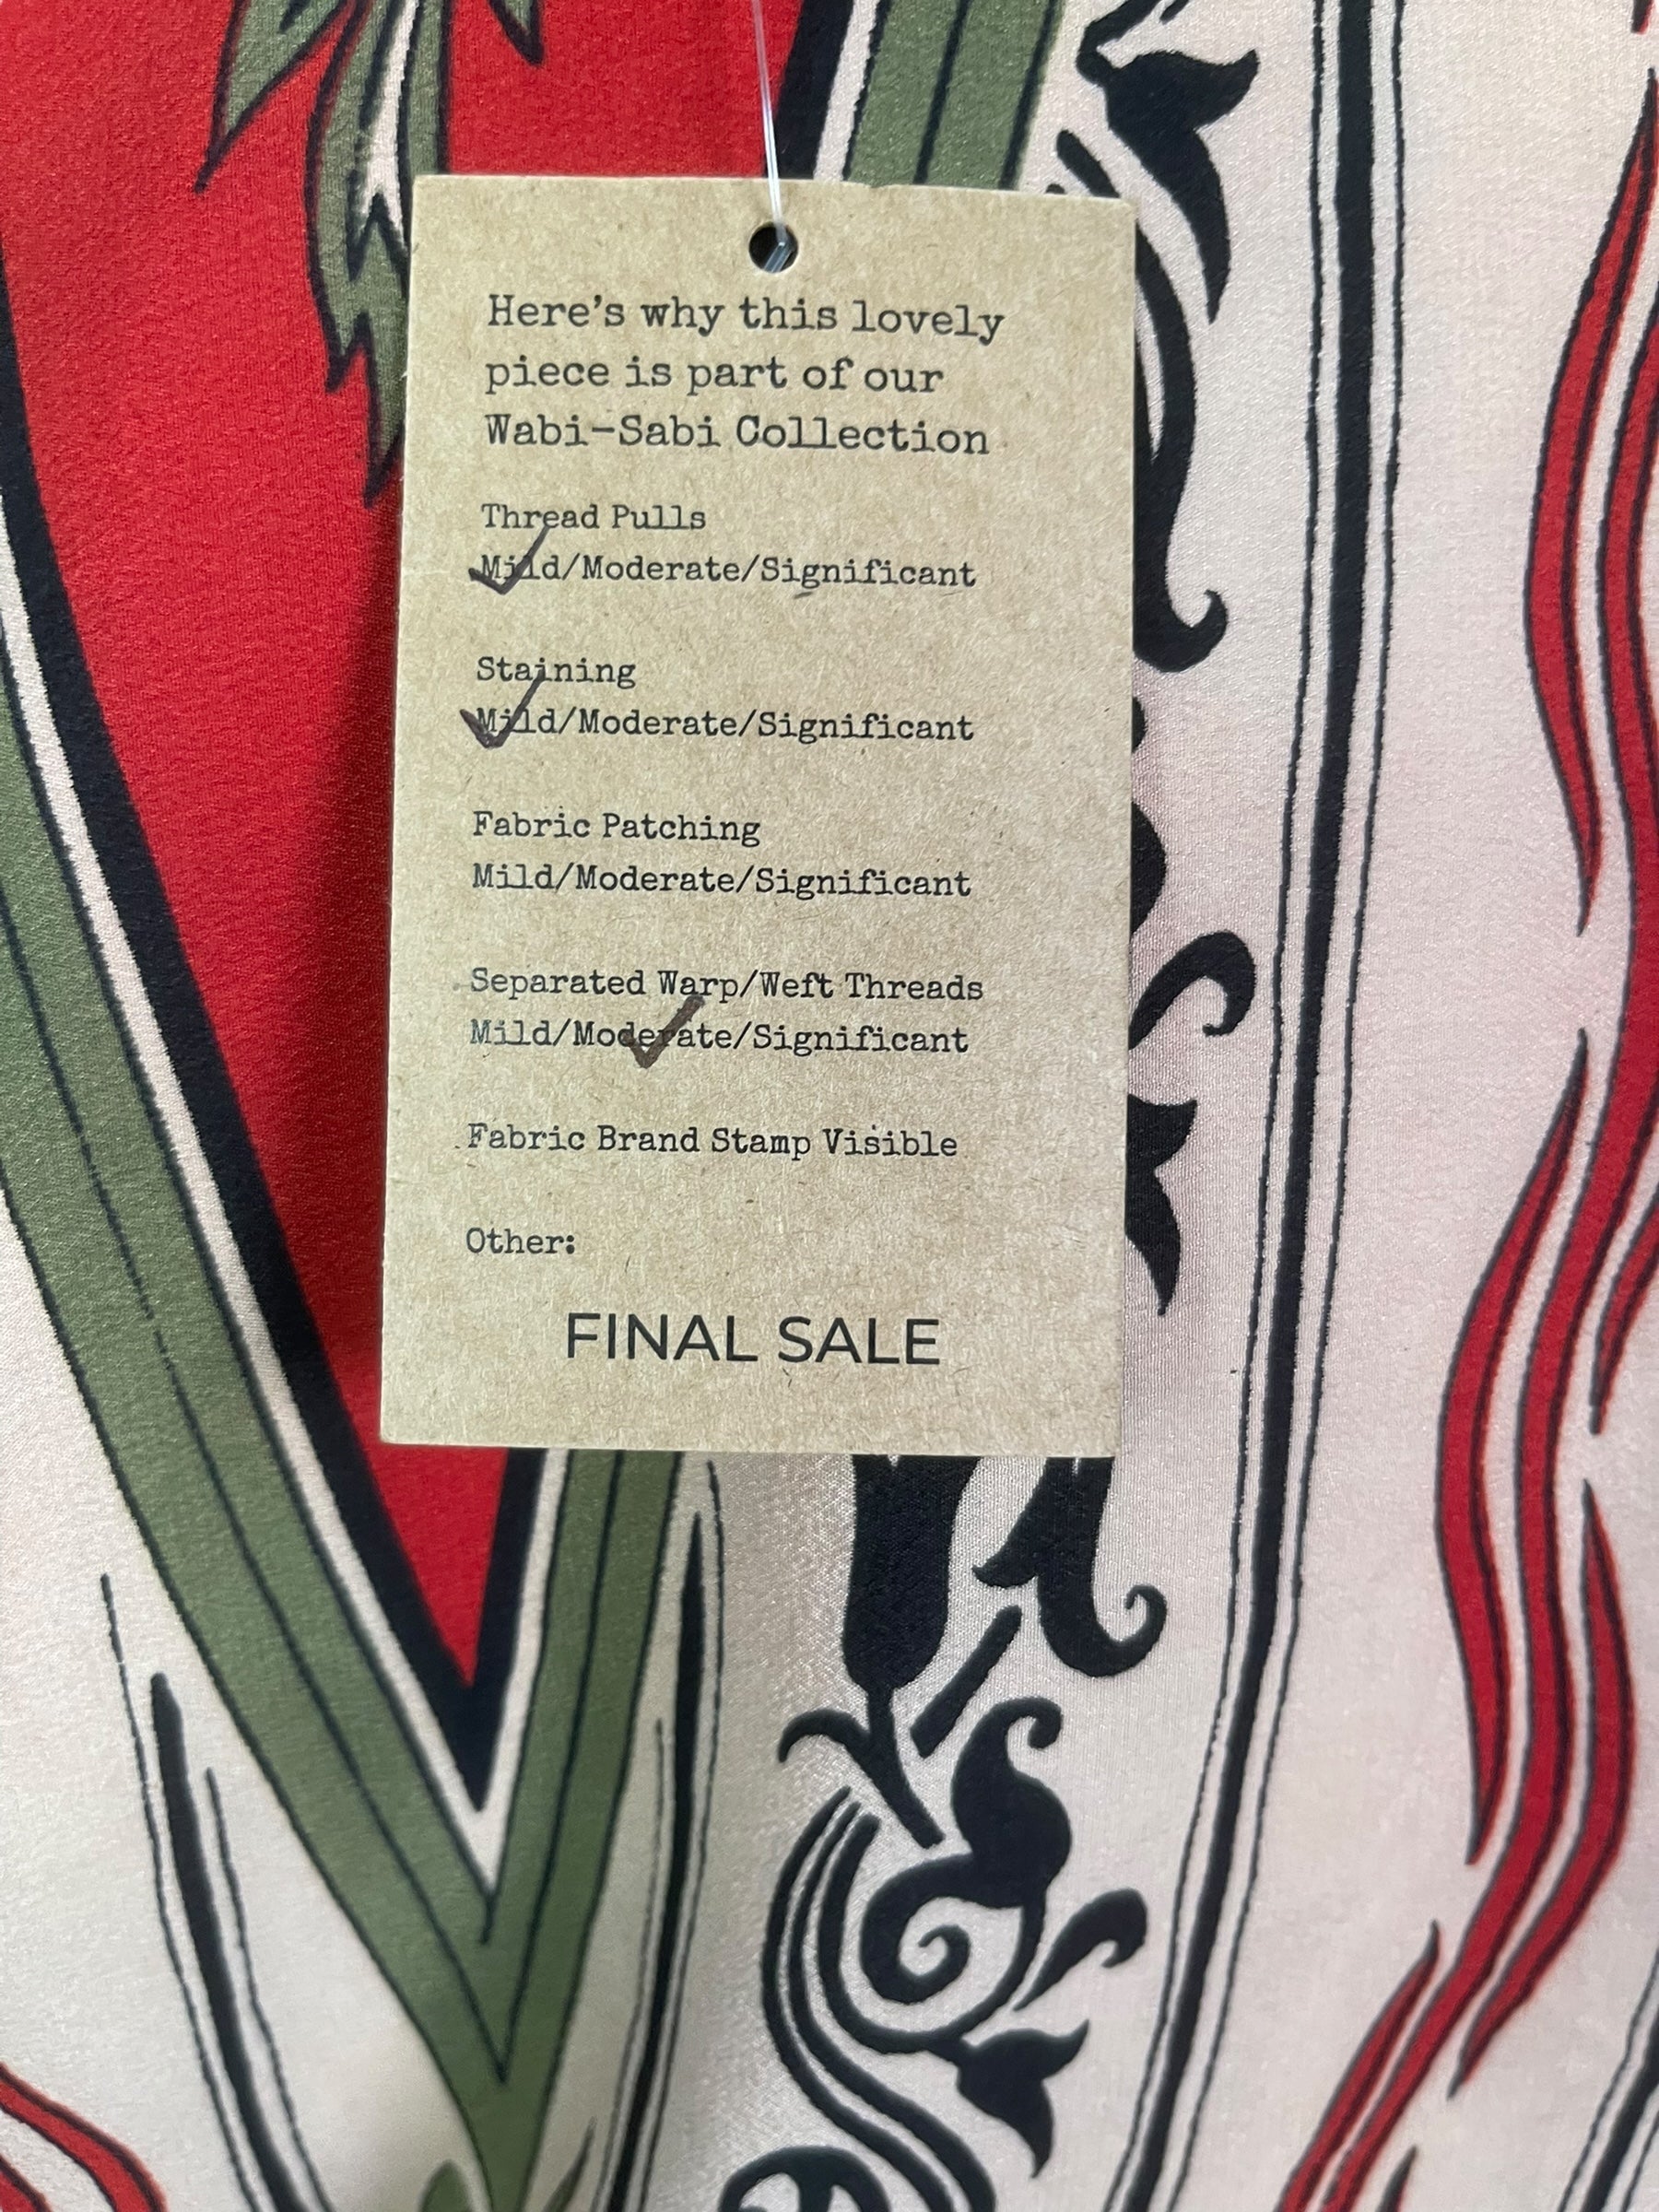 Here's why this lovely
piece is part of our
Wabi-Sabi Collection
Thread Pulls
Mild/Moderate/Significant
Staining
Mild/Moderate/Significant
Fabric Patching
Mild/Moderate/Significant
Separated Warp/Weft Threads
Mild/Moderate/Significant
Fabric Brand Stamp Visible
Other:
FINAL SALE